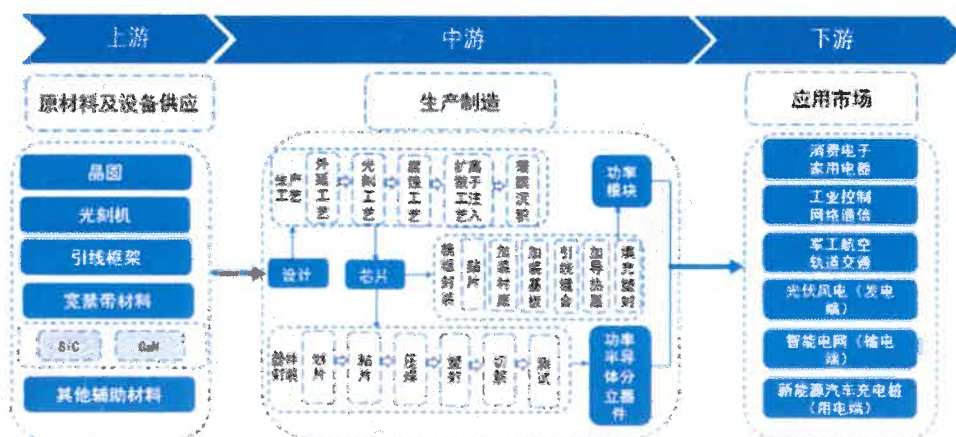 上游
中游
下游
原材料及设备供应
生产制造
应用市场
晶圆
光刻机
引线框架
宽禁带材料
SiC
GaN
其他辅助材料
生产
工艺
外延工艺
光刻工艺
腐蚀工艺
扩散工艺
离子注入
薄膜沉积
功率
模块
设计
芯片
模块封装
贴片
加装衬底
加装基板
引线键合
加导热层
填充塑封
器件
封装
划片
粘片
压焊
塑封
切筋
测试
功率
半导
体分
立器
件
消费电子
家用电器
工业控制
网络通信
军工航空
轨道交通
光伏风电（发电
端）
智能电网（输电
端）
新能源汽车充电桩
（用电端）